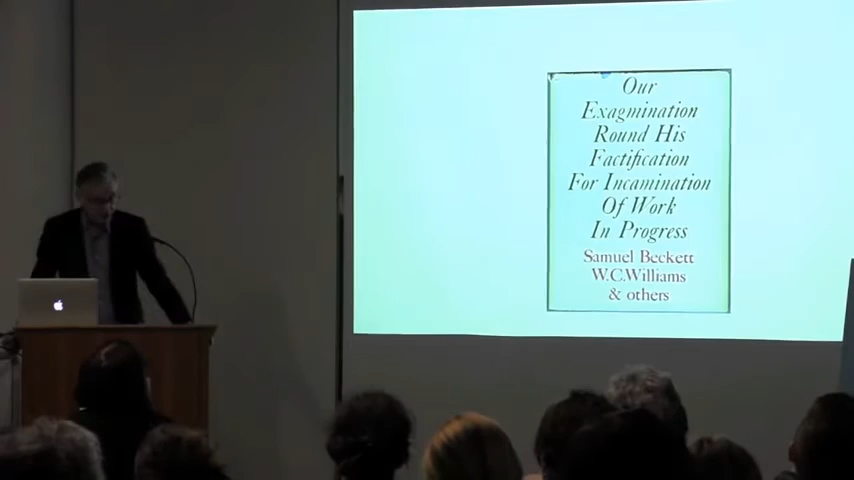 Our
Exagmination
Round His
Factification
For Incamination
Of Work
In Progress
Samuel Beckett
W.C.Williams
& others